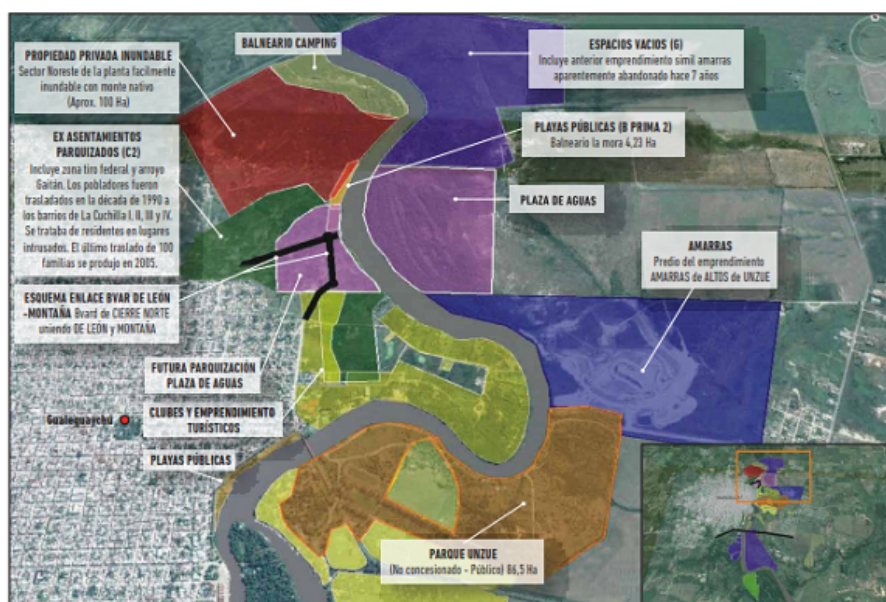 PROPIEDAD PRIVADA INUNDABLE
Sector Noreste de la planta facilmente
inundable con monte nativo
(Aprox. 100 Ha)
BALNEARIO CAMPING
ESPACIOS VACIOS (G)
Incluye anterior emprendimiento simil amarras
aparentemente abandonado hace 7 años
EX ASENTAMIENTOS
PARQUIZADOS (C2)
Incluye zona tiro federal y arroyo
Gaitán. Los pobladores fueron
trasladados en la década de 1990 a
los barrios de La Cuchilla I, II, III y IV.
Se trataba de residentes en lugares
intrusados. El último traslado de 100
familias se produjo en 2005.
PLAYAS PÚBLICAS (B PRIMA 2)
Balneario la mora 4,23 Ha
PLAZA DE AGUAS
AMARRAS
Predio del emprendimiento
AMARRAS de ALTOS de UNZUE
ESQUEMA ENLACE BVAR DE LEÓN
-MONTAÑA Bvard de CIERRE NORTE
uniendo DE LEÓN y MONTAÑA
FUTURA PARQUIZACIÓN
PLAZA DE AGUAS
CLUBES Y EMPRENDIMIENTO
TURÍSTICOS
Gualeguaychú
PLAYAS PÚBLICAS
PARQUE UNZUE
(No concesionado - Público) 86,5 Ha